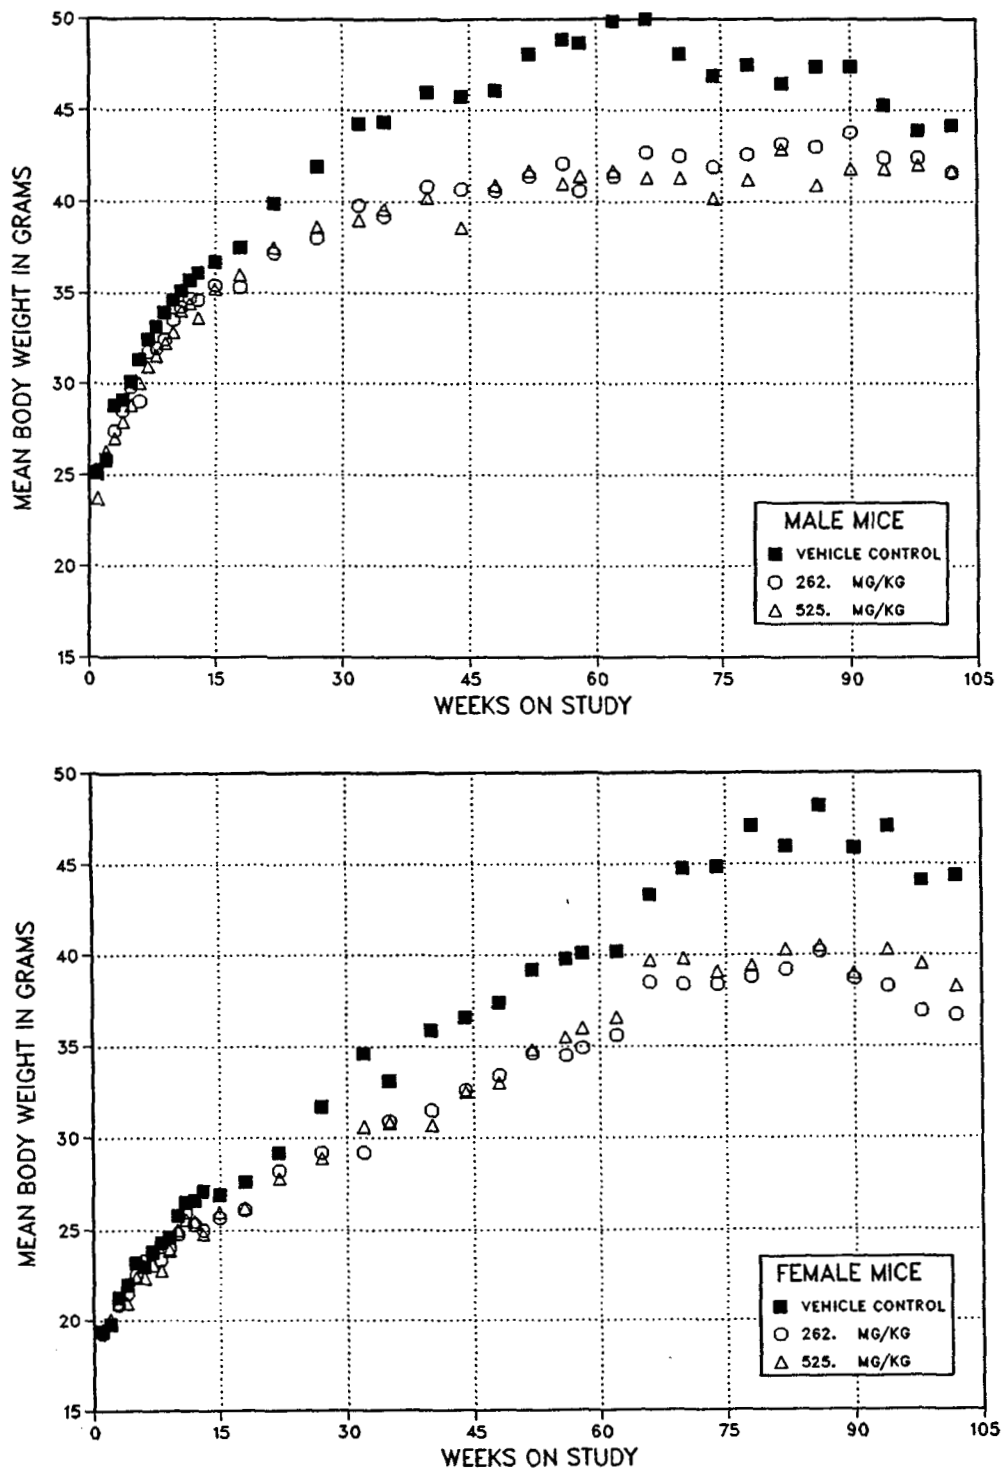 50
45
40
35
30
25
20
15
MEAN BODY WEIGHT IN GRAMS
MALE MICE
VEHICLE CONTROL
262. MG/KG
525. MG/KG
0 15 30 45 60 75 90 105
WEEKS ON STUDY
50
45
40
35
30
25
20
15
MEAN BODY WEIGHT IN GRAMS
FEMALE MICE
VEHICLE CONTROL
262. MG/KG
525. MG/KG
0 15 30 45 60 75 90 105
WEEKS ON STUDY